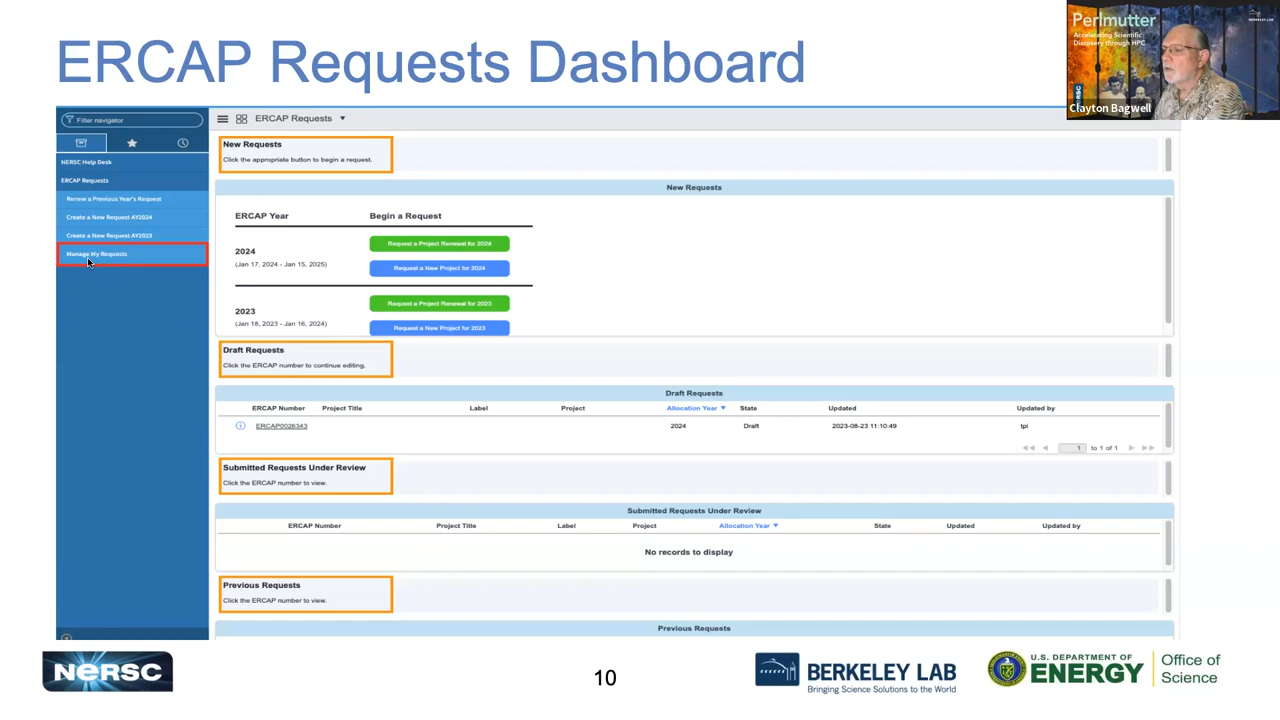 ERCAP Requests Dashboard
Perlmutter
Accelerating Scientific
Discovery through HPC
BERKELEY LAB
NERSC
Clayton Bagwell
Filter navigator
ERCAP Requests
NERSC Help Desk
ERCAP Requests
Renew a Previous Year's Request
Create a New Request AY2024
Create a New Request AY2023
Manage My Requests
New Requests
Click the appropriate button to begin a request.
New Requests
ERCAP Year Begin a Request
2024
(Jan 17, 2024 - Jan 15, 2025)
Request a Project Renewal for 2024
Request a New Project for 2024
2023
(Jan 18, 2023 - Jan 16, 2024)
Request a Project Renewal for 2023
Request a New Project for 2023
Draft Requests
Click the ERCAP number to continue editing.
Draft Requests
ERCAP Number Project Title Label Project Allocation Year State Updated Updated by
ERCAP0026343 2024 Draft 2023-08-23 11:10:49 tpi
1 to 1 of 1
Submitted Requests Under Review
Click the ERCAP number to view.
Submitted Requests Under Review
ERCAP Number Project Title Label Project Allocation Year State Updated Updated by
No records to display
Previous Requests
Click the ERCAP number to view.
Previous Requests
NERSC
10
BERKELEY LAB
Bringing Science Solutions to the World
U.S. DEPARTMENT OF
ENERGY
Office of
Science